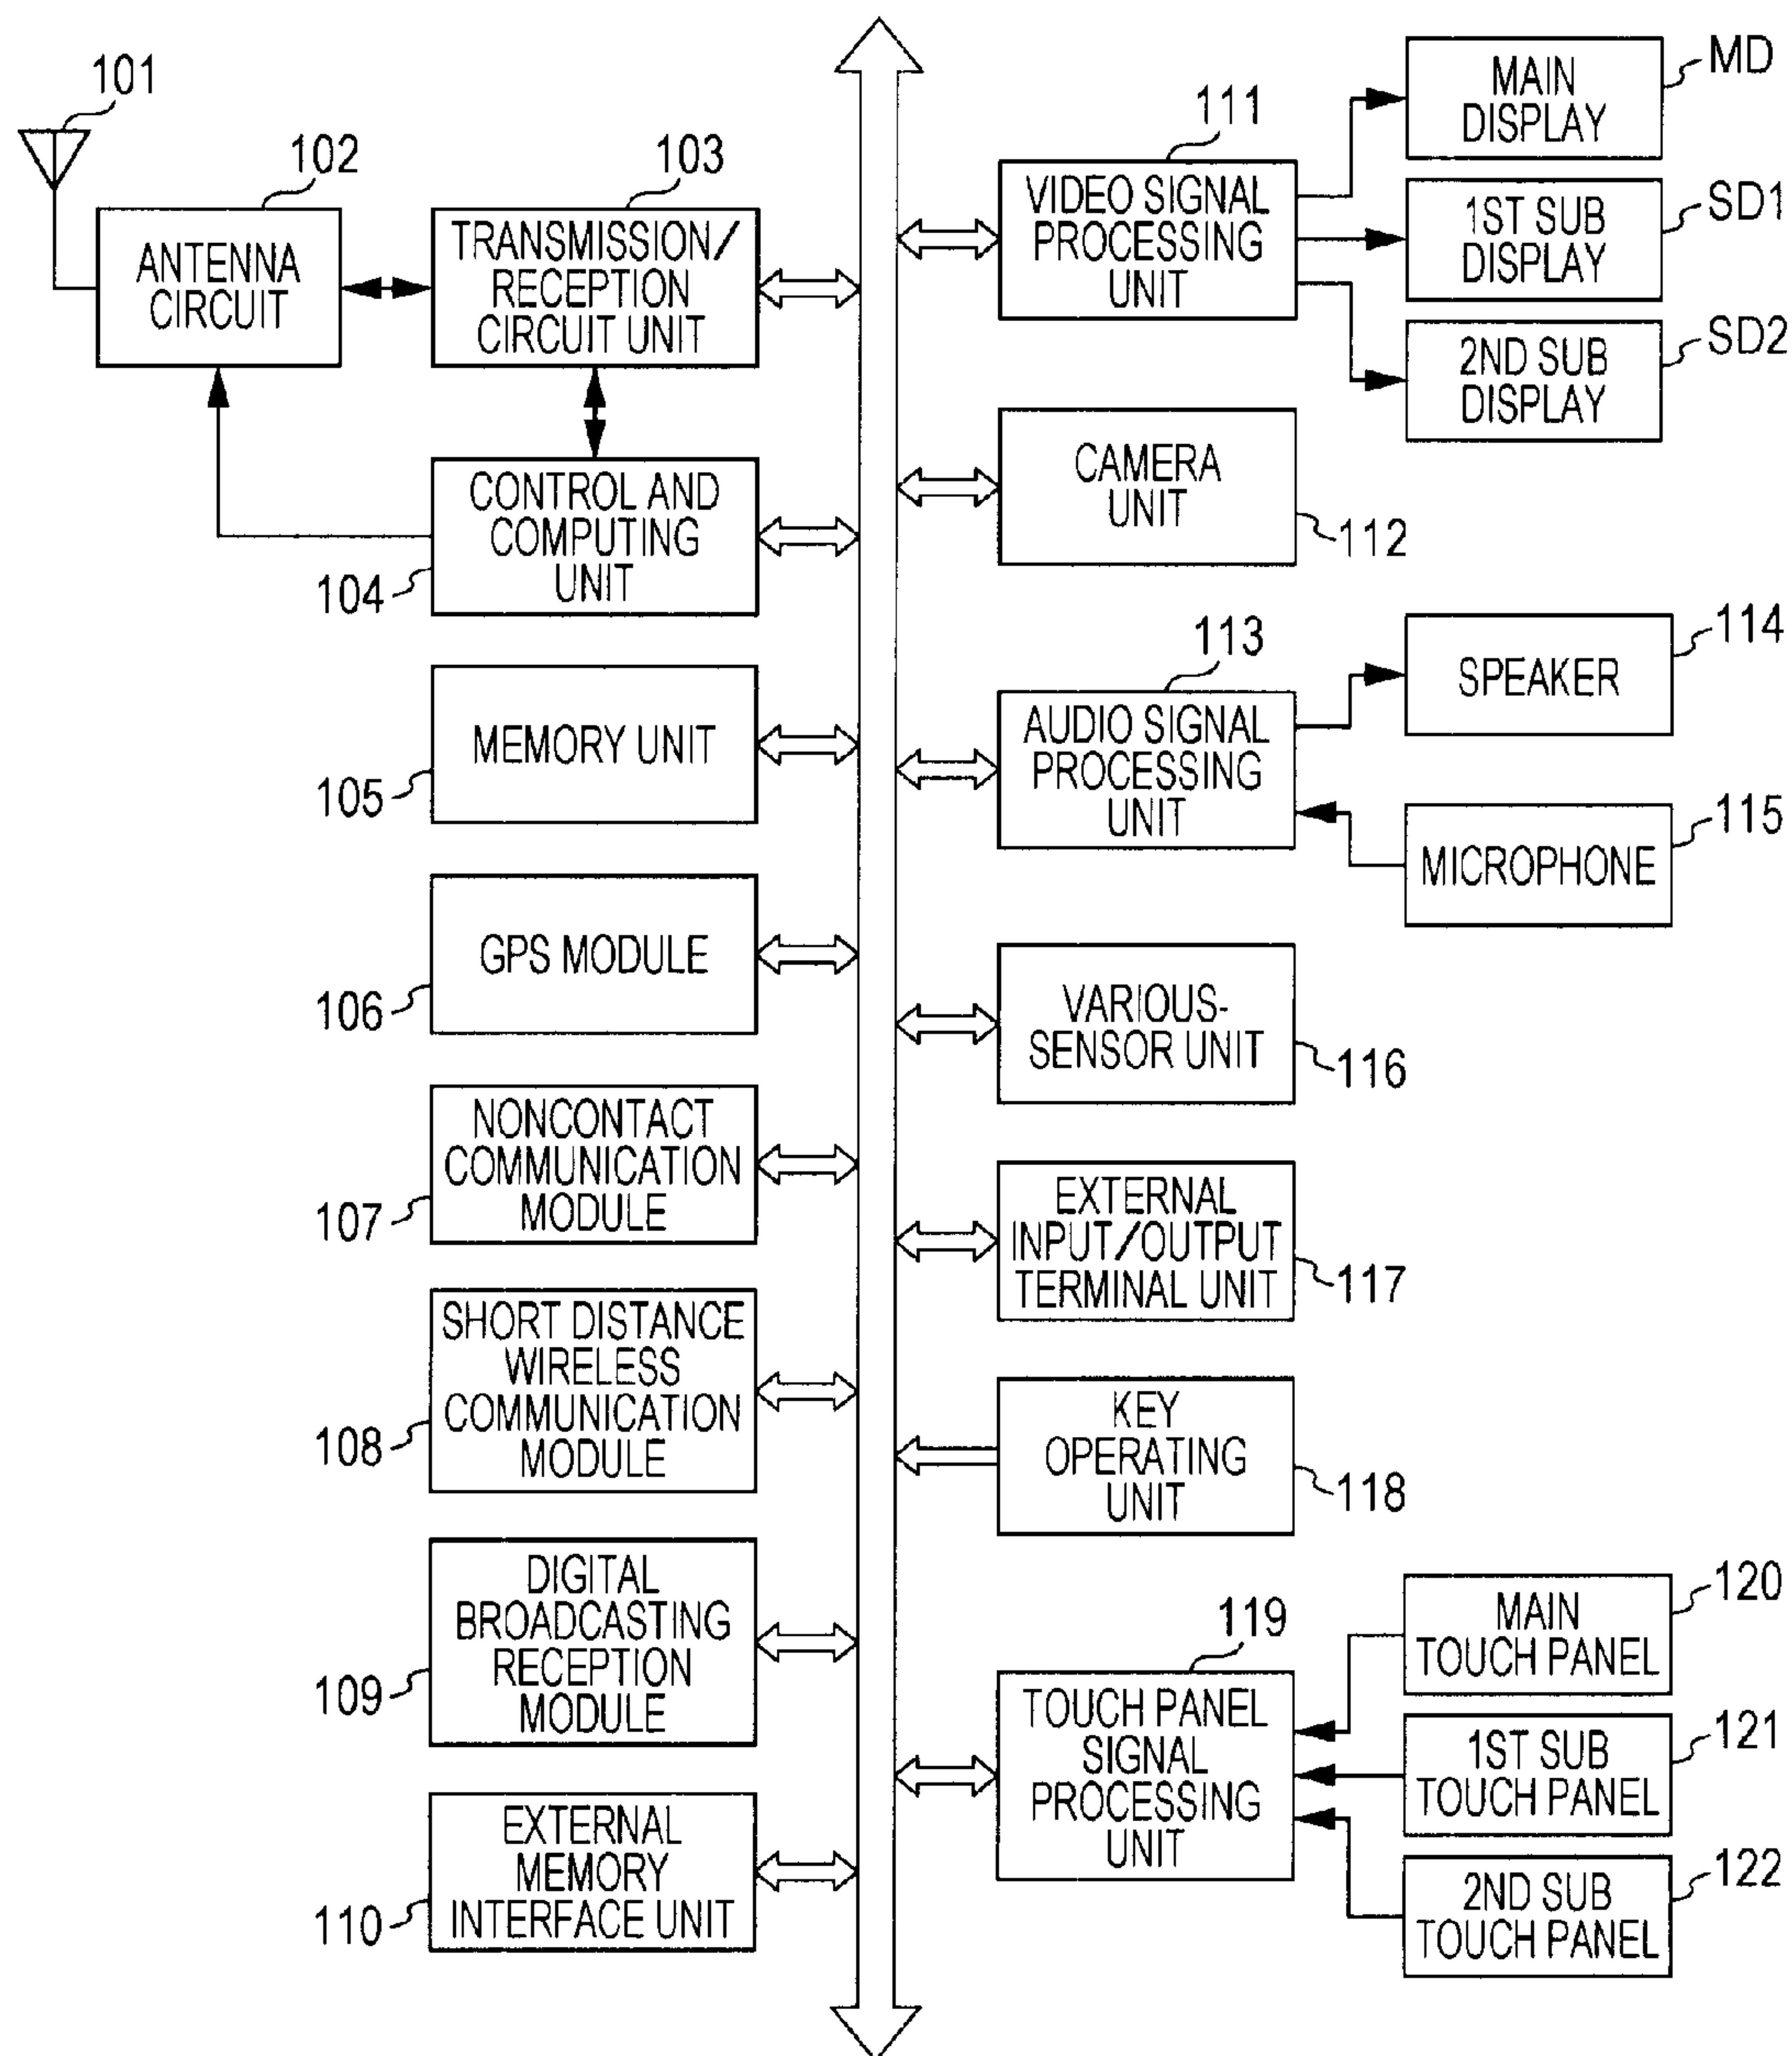 101
102
ANTENNA
CIRCUIT
103
TRANSMISSION/
RECEPTION
CIRCUIT UNIT
CONTROL AND
COMPUTING
UNIT
104
MEMORY UNIT
105
GPS MODULE
106
NONCONTACT
COMMUNICATION
MODULE
107
SHORT DISTANCE
WIRELESS
COMMUNICATION
MODULE
108
DIGITAL
BROADCASTING
RECEPTION
MODULE
109
EXTERNAL
MEMORY
INTERFACE UNIT
110
111
VIDEO SIGNAL
PROCESSING
UNIT
MAIN
DISPLAY
MD
1ST SUB
DISPLAY
SD1
2ND SUB
DISPLAY
SD2
CAMERA
UNIT
112
113
AUDIO SIGNAL
PROCESSING
UNIT
SPEAKER
114
MICROPHONE
115
VARIOUS-
SENSOR UNIT
116
EXTERNAL
INPUT/OUTPUT
TERMINAL UNIT
117
KEY
OPERATING
UNIT
118
119
TOUCH PANEL
SIGNAL
PROCESSING
UNIT
MAIN
TOUCH PANEL
120
1ST SUB
TOUCH PANEL
121
2ND SUB
TOUCH PANEL
122